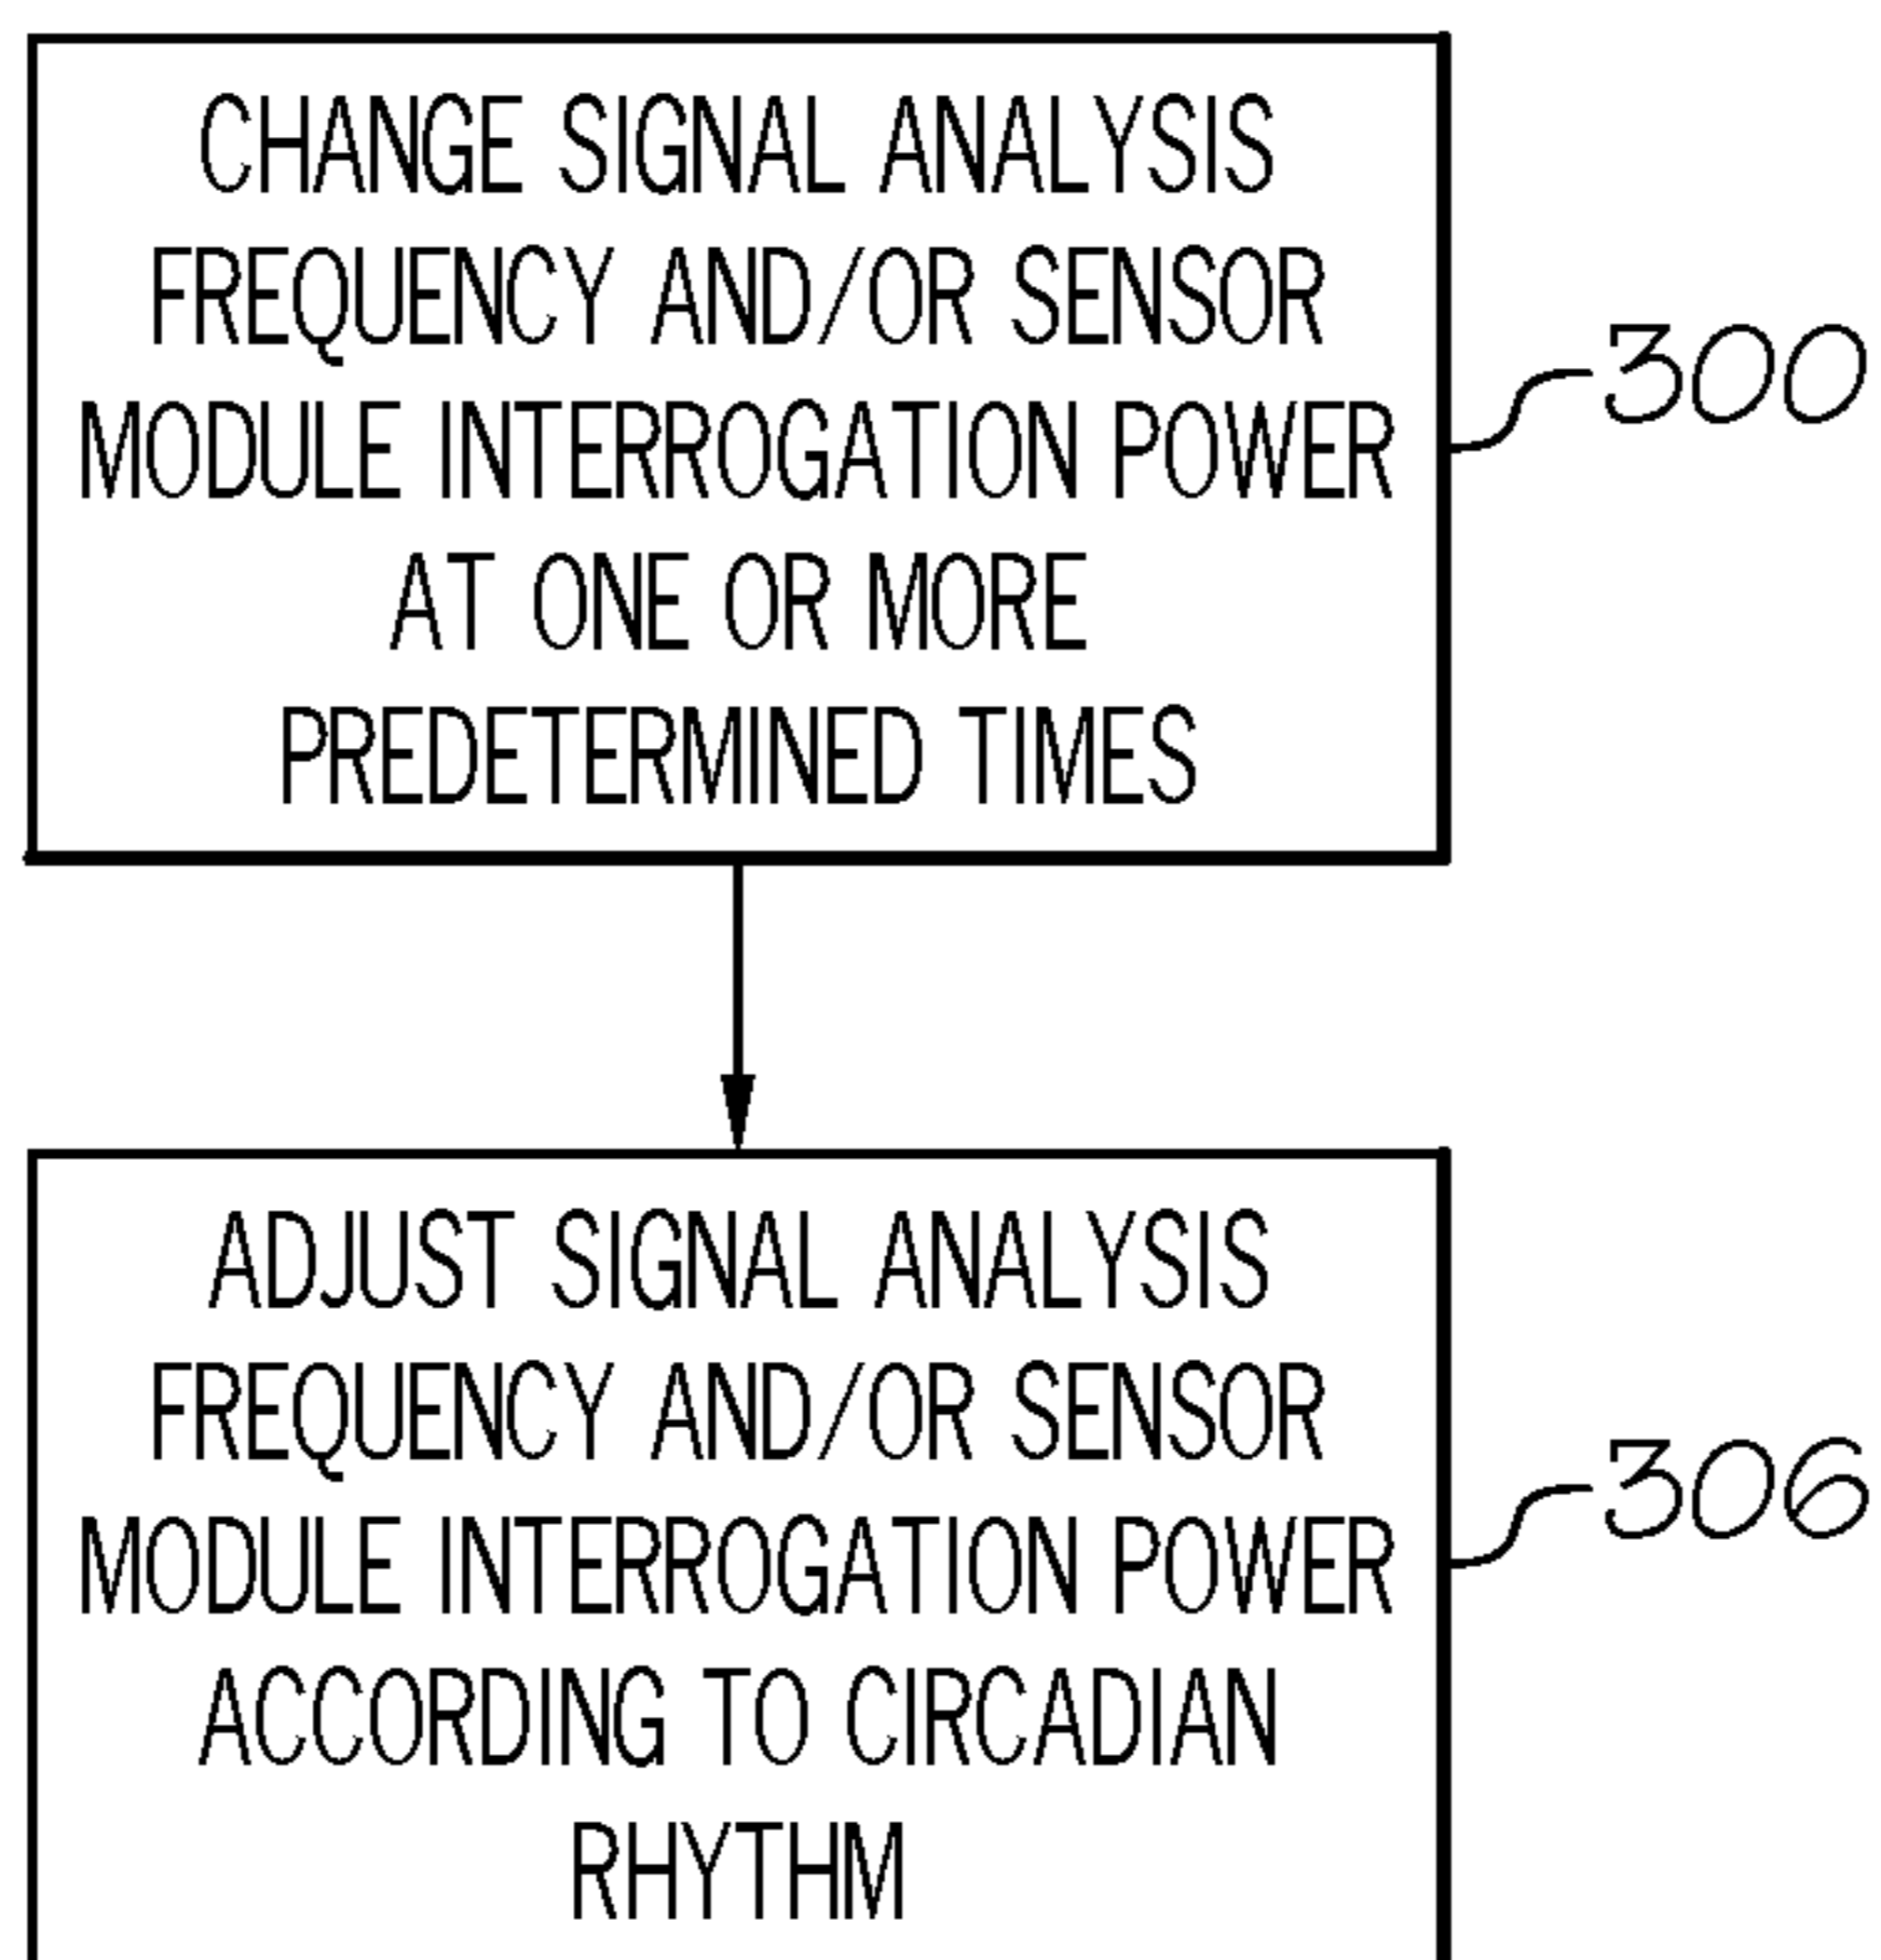 CHANGE SIGNAL ANALYSIS
FREQUENCY AND/OR SENSOR
MODULE INTERROGATION POWER
AT ONE OR MORE
PREDETERMINED TIMES
300
ADJUST SIGNAL ANALYSIS
FREQUENCY AND/OR SENSOR
MODULE INTERROGATION POWER
ACCORDING TO CIRCADIAN
RHYTHM
306